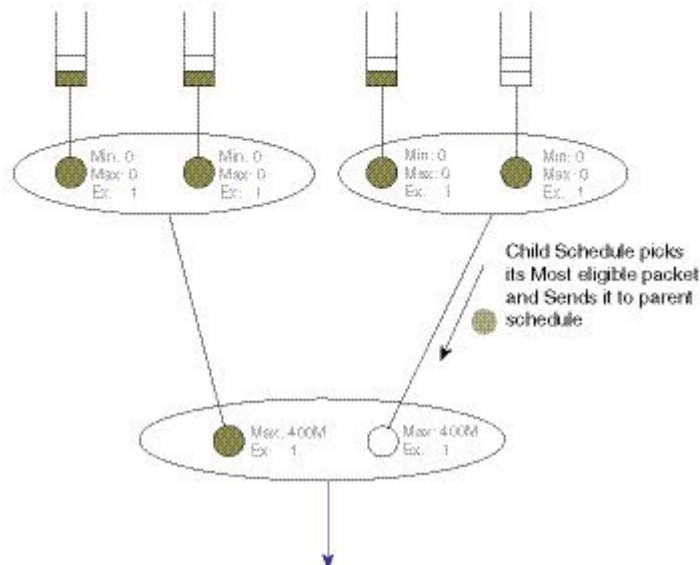 Min: 0
Max: 0
Ex: 1
Min: 0
Max: 0
Ex: 1
Min: 0
Max: 0
Ex: 1
Min: 0
Max: 0
Ex: 1
Child Schedule picks
its Most eligible packet
and Sends it to parent
schedule
Max: 400M
Ex: 1
Max: 400M
Ex: 1